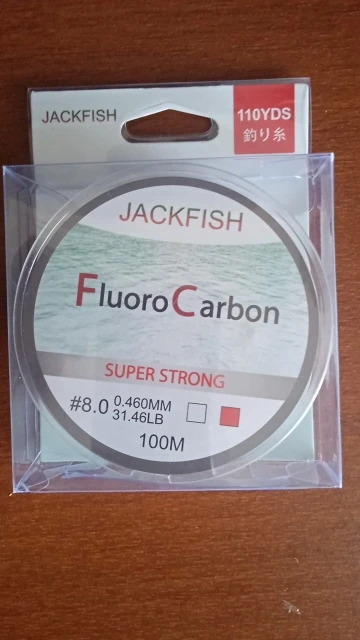 JACKFISH
110YDS
釣り糸
JACKFISH
FluoroCarbon
SUPER STRONG
#8.0 0.460MM
31.46LB
100M